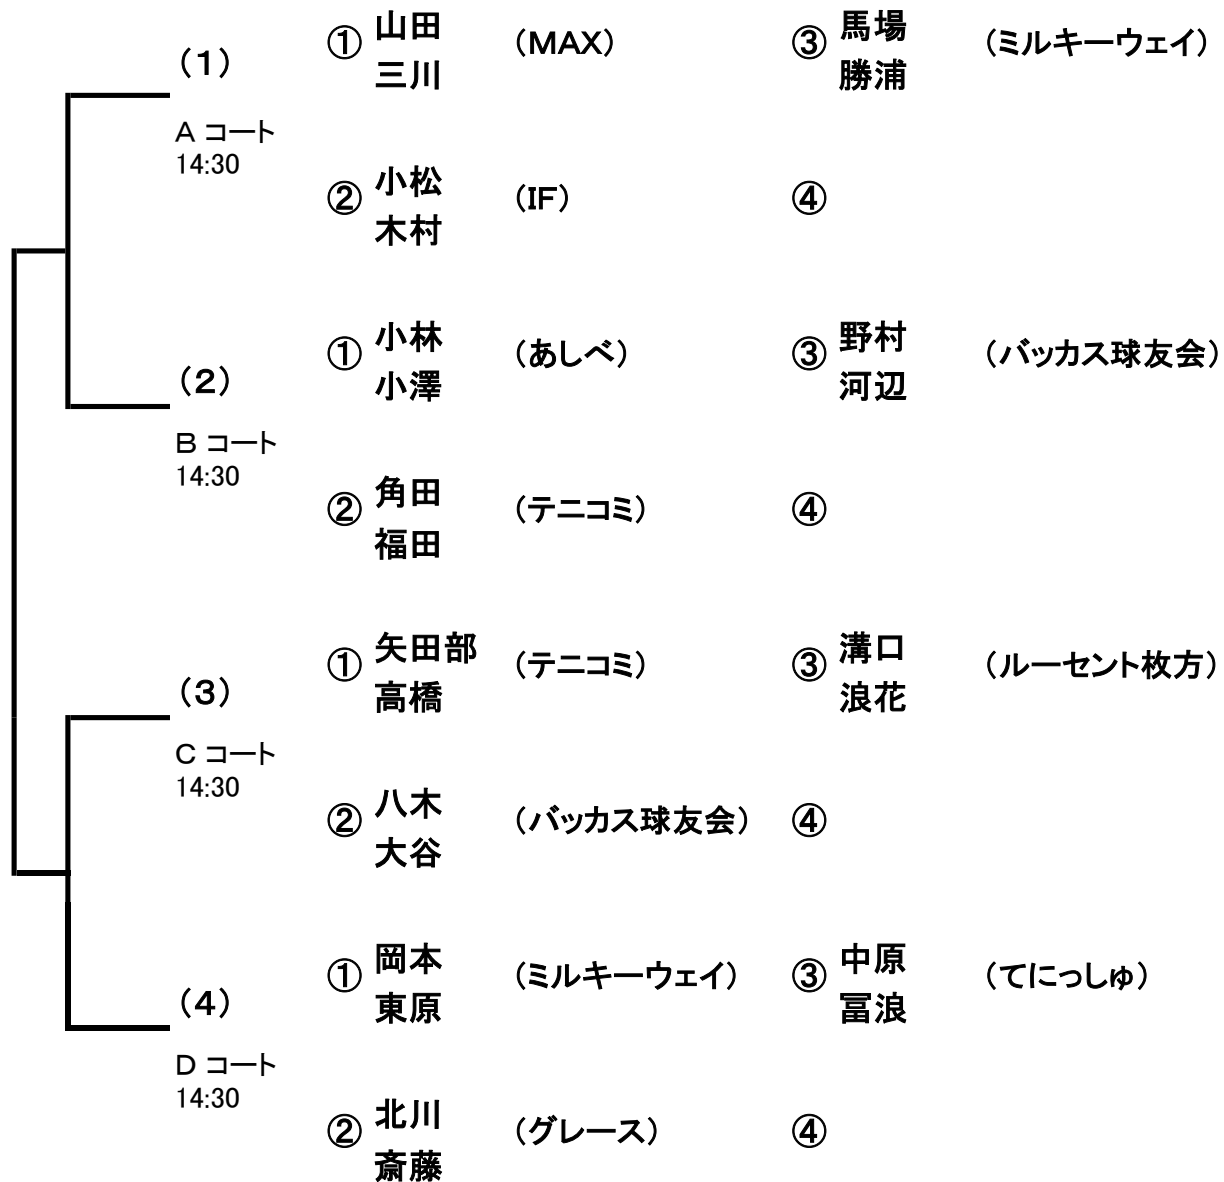 (1)
A コート
14:30
① 山田 (MAX) ③ 馬場 (ミルキーウェイ)
三川 勝浦
② 小松 (IF) ④
木村
(2)
B コート
14:30
① 小林 (あしべ) ③ 野村 (バッカス球友会)
小澤 河辺
② 角田 (テニコミ) ④
福田
(3)
C コート
14:30
① 矢田部 (テニコミ) ③ 溝口 (ルーセント枚方)
高橋 浪花
② 八木 (バッカス球友会) ④
大谷
(4)
D コート
14:30
① 岡本 (ミルキーウェイ) ③ 中原 (てにっしゅ)
東原 冨浪
② 北川 (グレース) ④
斎藤